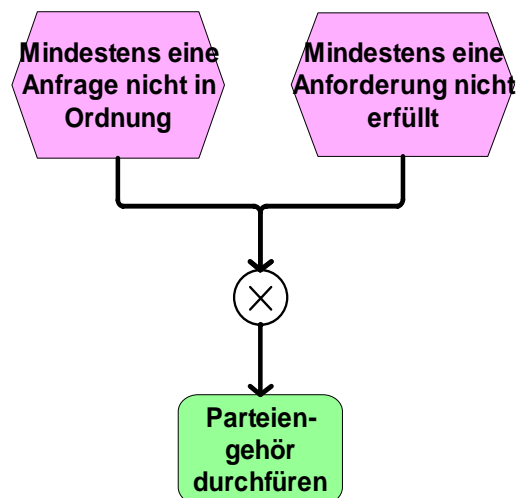 Mindestens eine
Anfrage nicht in
Ordnung
Mindestens eine
Anforderung nicht
erfüllt
Parteien-
gehör
durchfüren